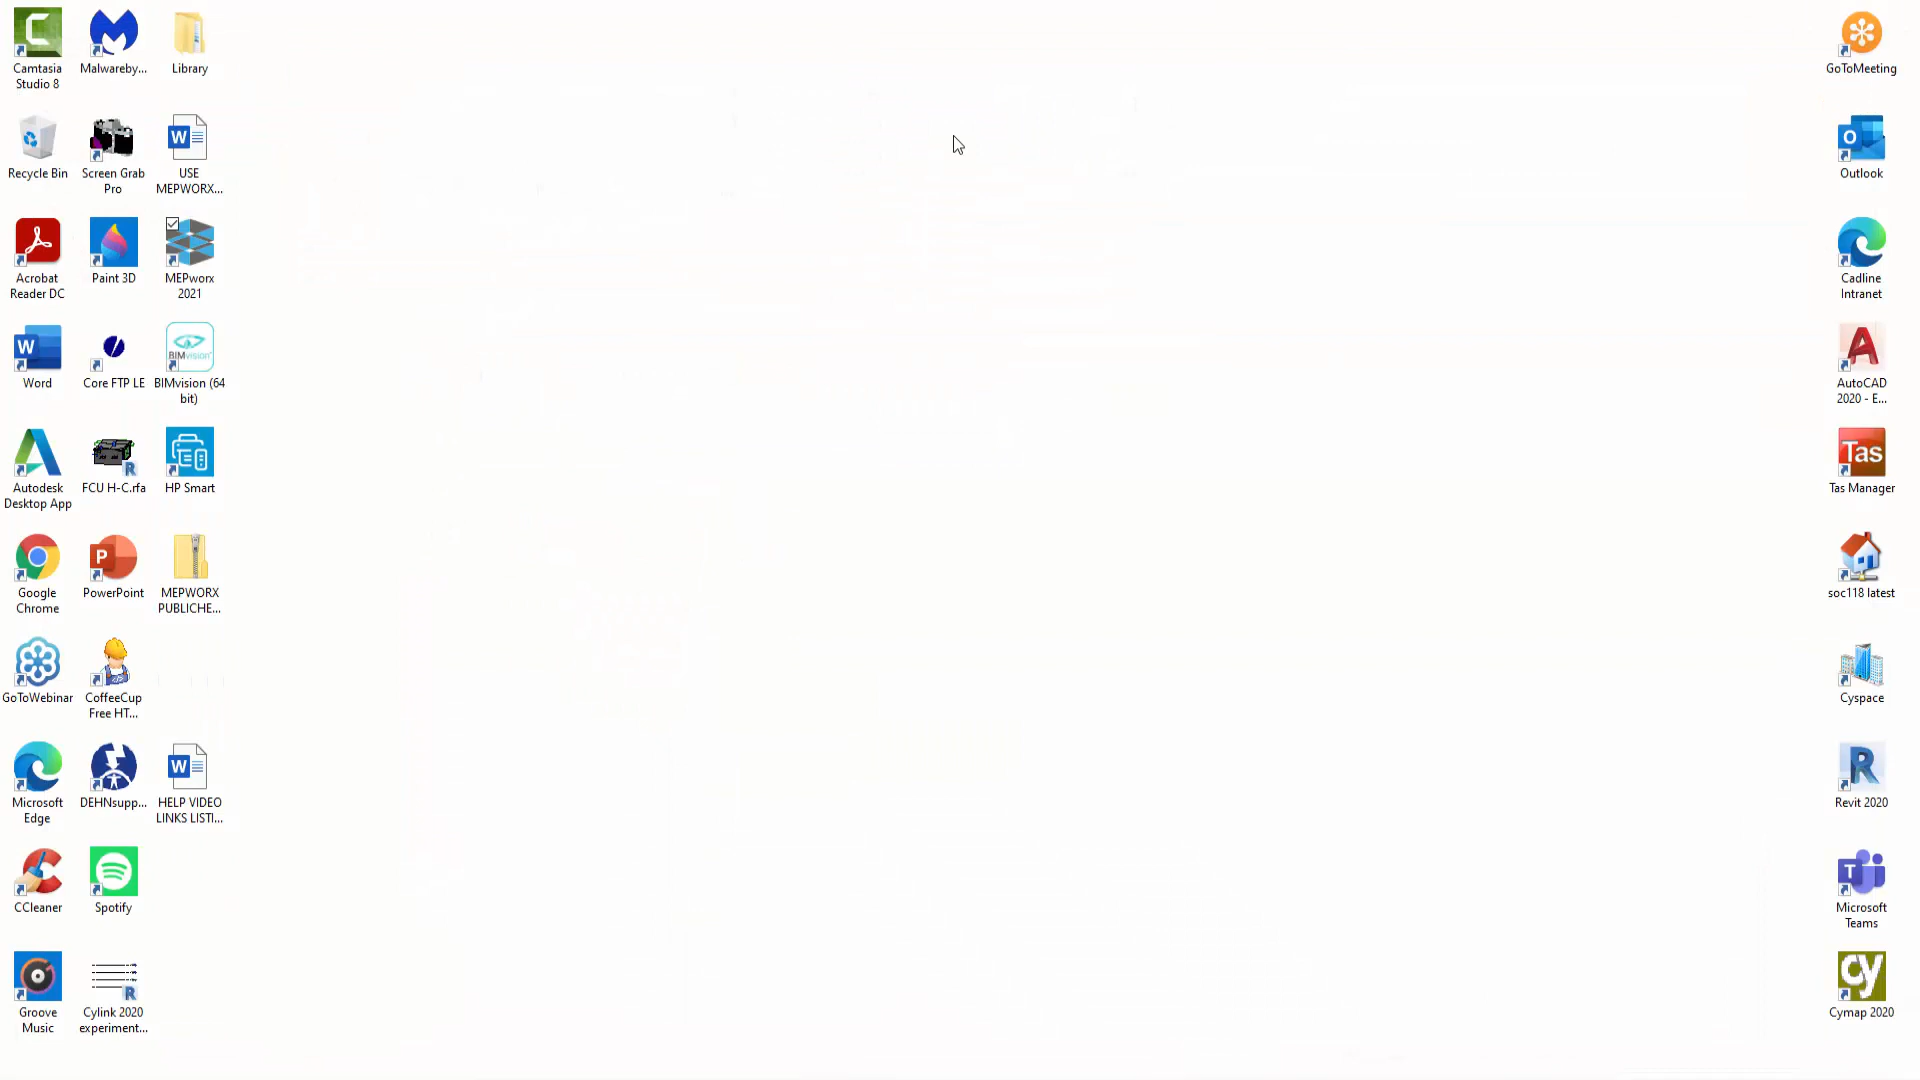 Camtasia
Studio 8
Malwareby...
Library
GoToMeeting
Recycle Bin
Screen Grab
Pro
W
USE
MEPWORX...
O
Outlook
Acrobat
Reader DC
Paint 3D
MEPworx
2021
Cadline
Intranet
W
Word
Core FTP LE
BIMvision
BIMvision (64
bit)
A
AutoCAD
2020 - E...
Autodesk
Desktop App
R
FCU H-C.rfa
HP Smart
Tas
Tas Manager
Google
Chrome
P
PowerPoint
MEPWORX
PUBLICHE...
soc118 latest
GoToWebinar
CoffeeCup
Free HT...
Cyspace
Microsoft
Edge
DEHNsupp...
W
HELP VIDEO
LINKS LISTI...
R
Revit 2020
CCleaner
Spotify
T
Microsoft
Teams
Groove
Music
R
Cylink 2020
experiment...
cy
Cymap 2020